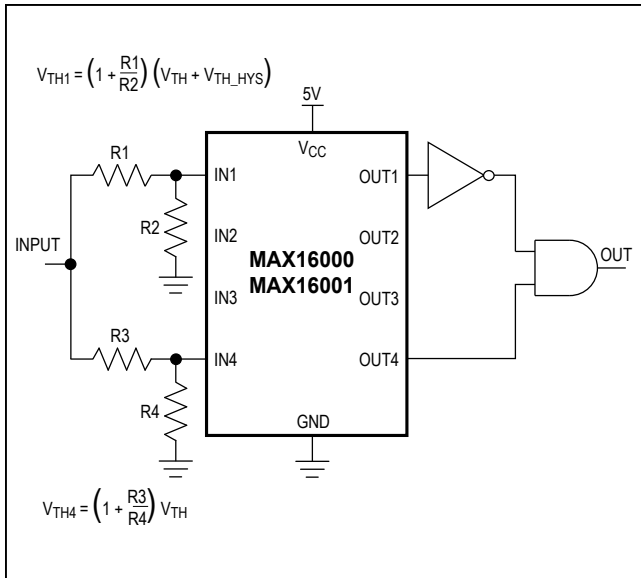 V_TH1 = (1 + R1/R2) (V_TH + V_TH_HYS)
5V
V_CC
R1
IN1
OUT1
R2
IN2
OUT2
INPUT
MAX16000
MAX16001
OUT
IN3
OUT3
R3
IN4
OUT4
R4
GND
V_TH4 = (1 + R3/R4) V_TH